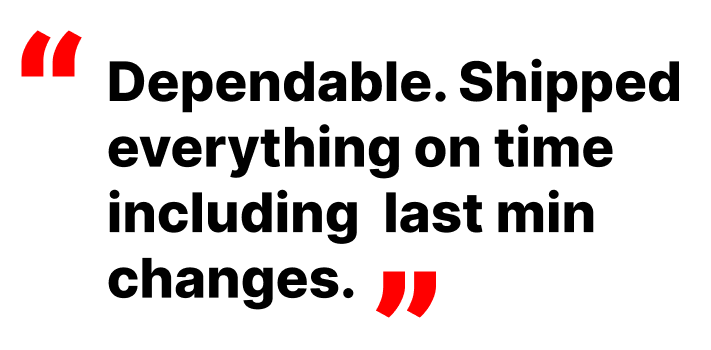 “ Dependable. Shipped
everything on time
including  last min
changes. ”